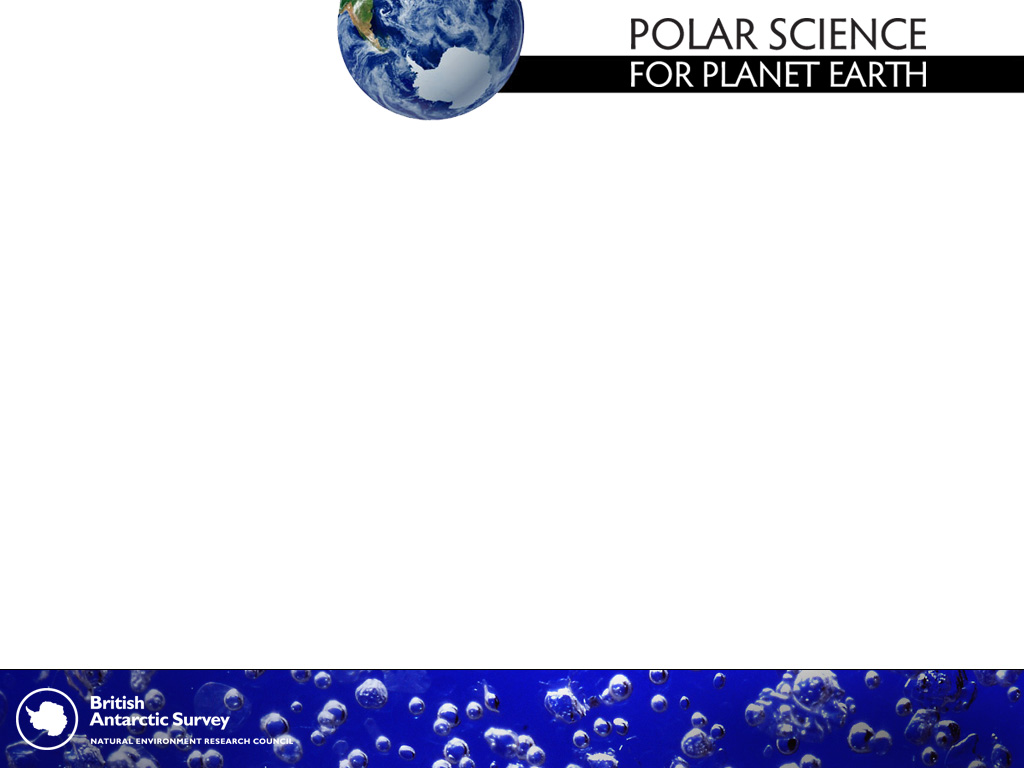 POLAR SCIENCE
FOR PLANET EARTH
British
Antarctic Survey
NATURAL ENVIRONMENT RESEARCH COUNCIL